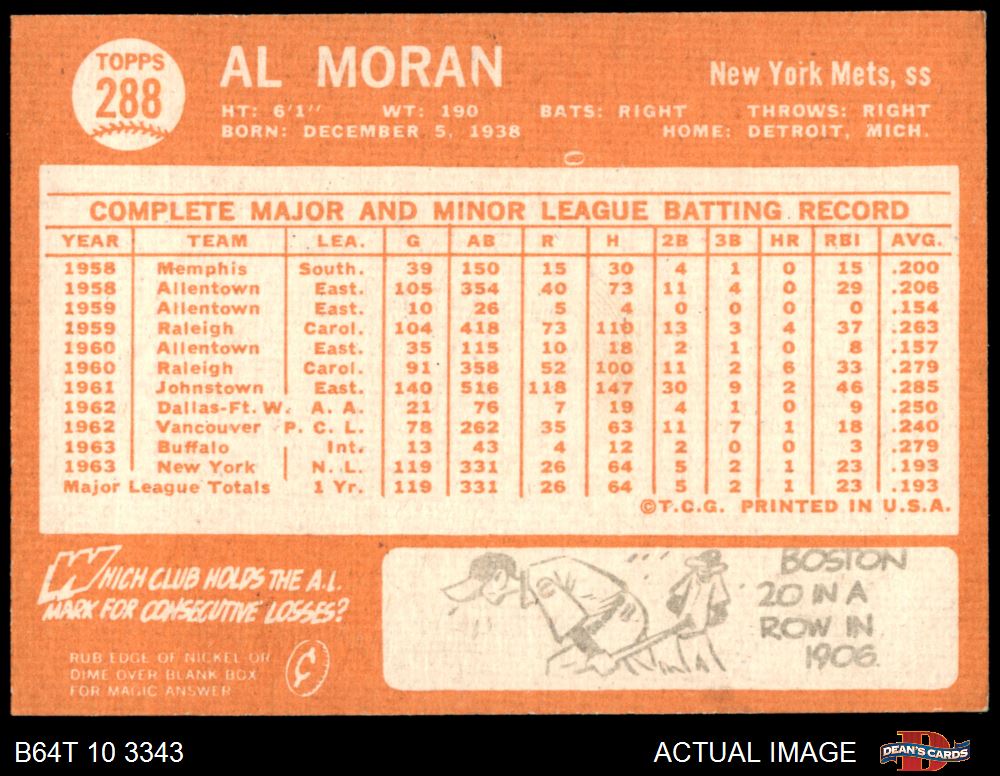 TOPPS
288
AL MORAN
New York Mets, ss
HT: 6'1" WT: 190 BATS: RIGHT THROWS: RIGHT
BORN: DECEMBER 5, 1938 HOME: DETROIT, MICH.
COMPLETE MAJOR AND MINOR LEAGUE BATTING RECORD
YEAR TEAM LEA. G AB R H 2B 3B HR RBI AVG.
1958 Memphis South. 39 150 15 30 4 1 0 15 .200
1958 Allentown East. 105 354 40 73 11 4 0 29 .206
1959 Allentown East. 10 26 5 4 0 0 0 0 .154
1959 Raleigh Carol. 104 418 73 110 13 3 4 37 .263
1960 Allentown East. 35 115 10 18 2 1 0 8 .157
1960 Raleigh Carol. 91 358 52 100 11 2 6 33 .279
1961 Johnstown East. 140 516 118 147 30 9 2 46 .285
1962 Dallas-Ft. W. A. A. 21 76 7 19 4 1 0 9 .250
1962 Vancouver P. C. L. 78 262 35 63 11 7 1 18 .240
1963 Buffalo Int. 13 43 4 12 2 0 0 3 .279
1963 New York N. L. 119 331 26 64 5 2 1 23 .193
Major League Totals 1 Yr. 119 331 26 64 5 2 1 23 .193
©T.C.G. PRINTED IN U.S.A.
WHICH CLUB HOLDS THE A.L.
MARK FOR CONSECUTIVE LOSSES?
RUB EDGE OF NICKEL OR
DIME OVER BLANK BOX
FOR MAGIC ANSWER
¢
BOSTON
20 IN A
ROW IN
1906.
B64T 10 3343
ACTUAL IMAGE
DEAN'S CARDS